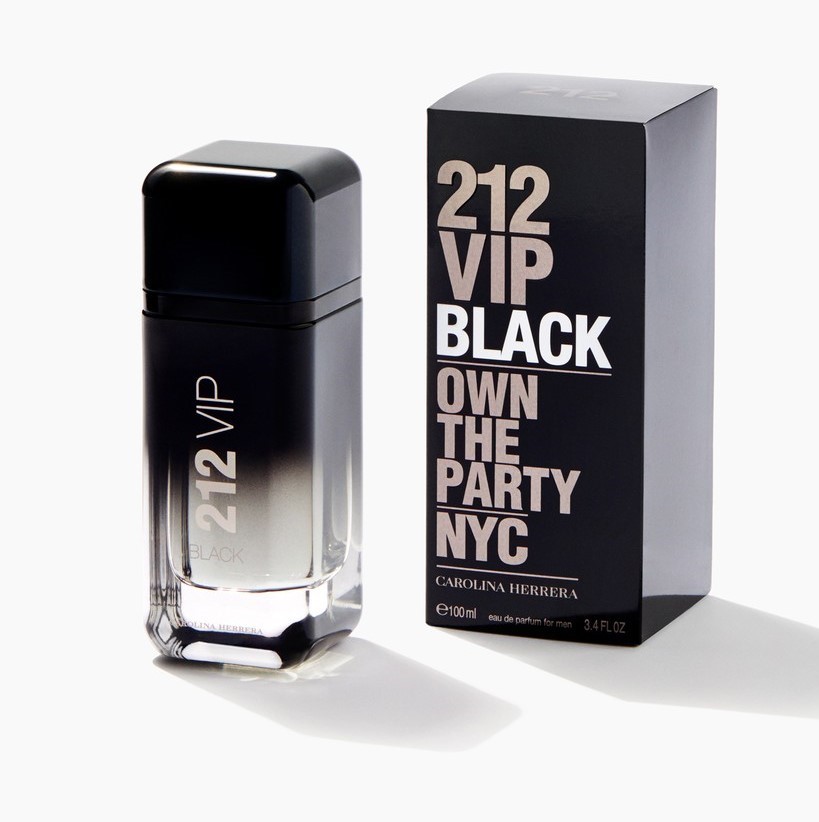 212 VIP
BLACK
CAROLINA HERRERA
212
212
VIP
BLACK
OWN
THE
PARTY
NYC
CAROLINA HERRERA
℮100 ml eau de parfum for men 3.4 FL OZ